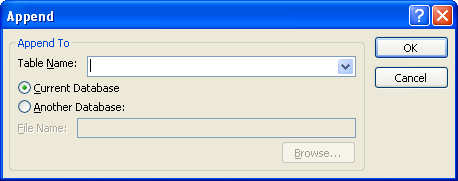 Append
Append To
OK
Table Name:
Cancel
Current Database
Another Database:
File Name:
Browse...